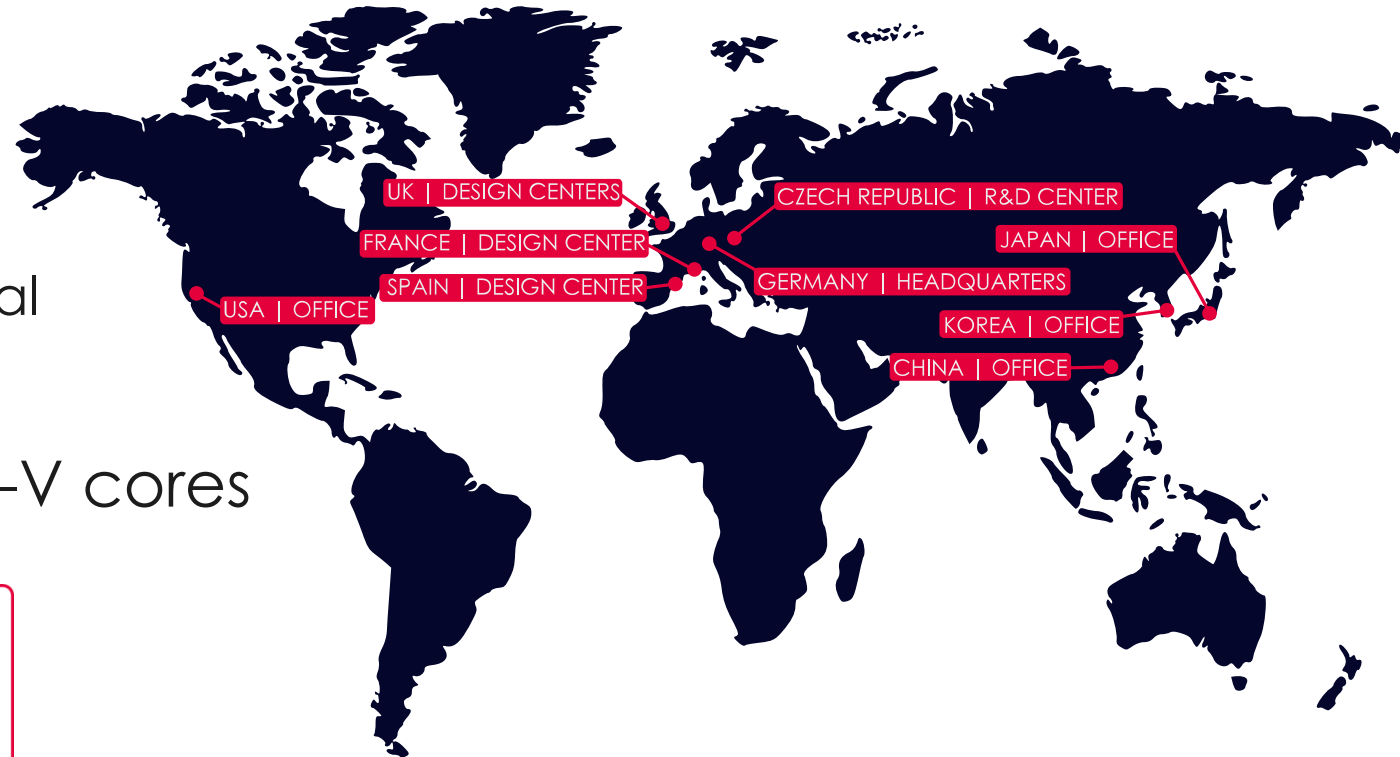 UK | DESIGN CENTERS
CZECH REPUBLIC | R&D CENTER
FRANCE | DESIGN CENTER
JAPAN | OFFICE
SPAIN | DESIGN CENTER
GERMANY | HEADQUARTERS
al
USA | OFFICE
KOREA | OFFICE
CHINA | OFFICE
-V cores